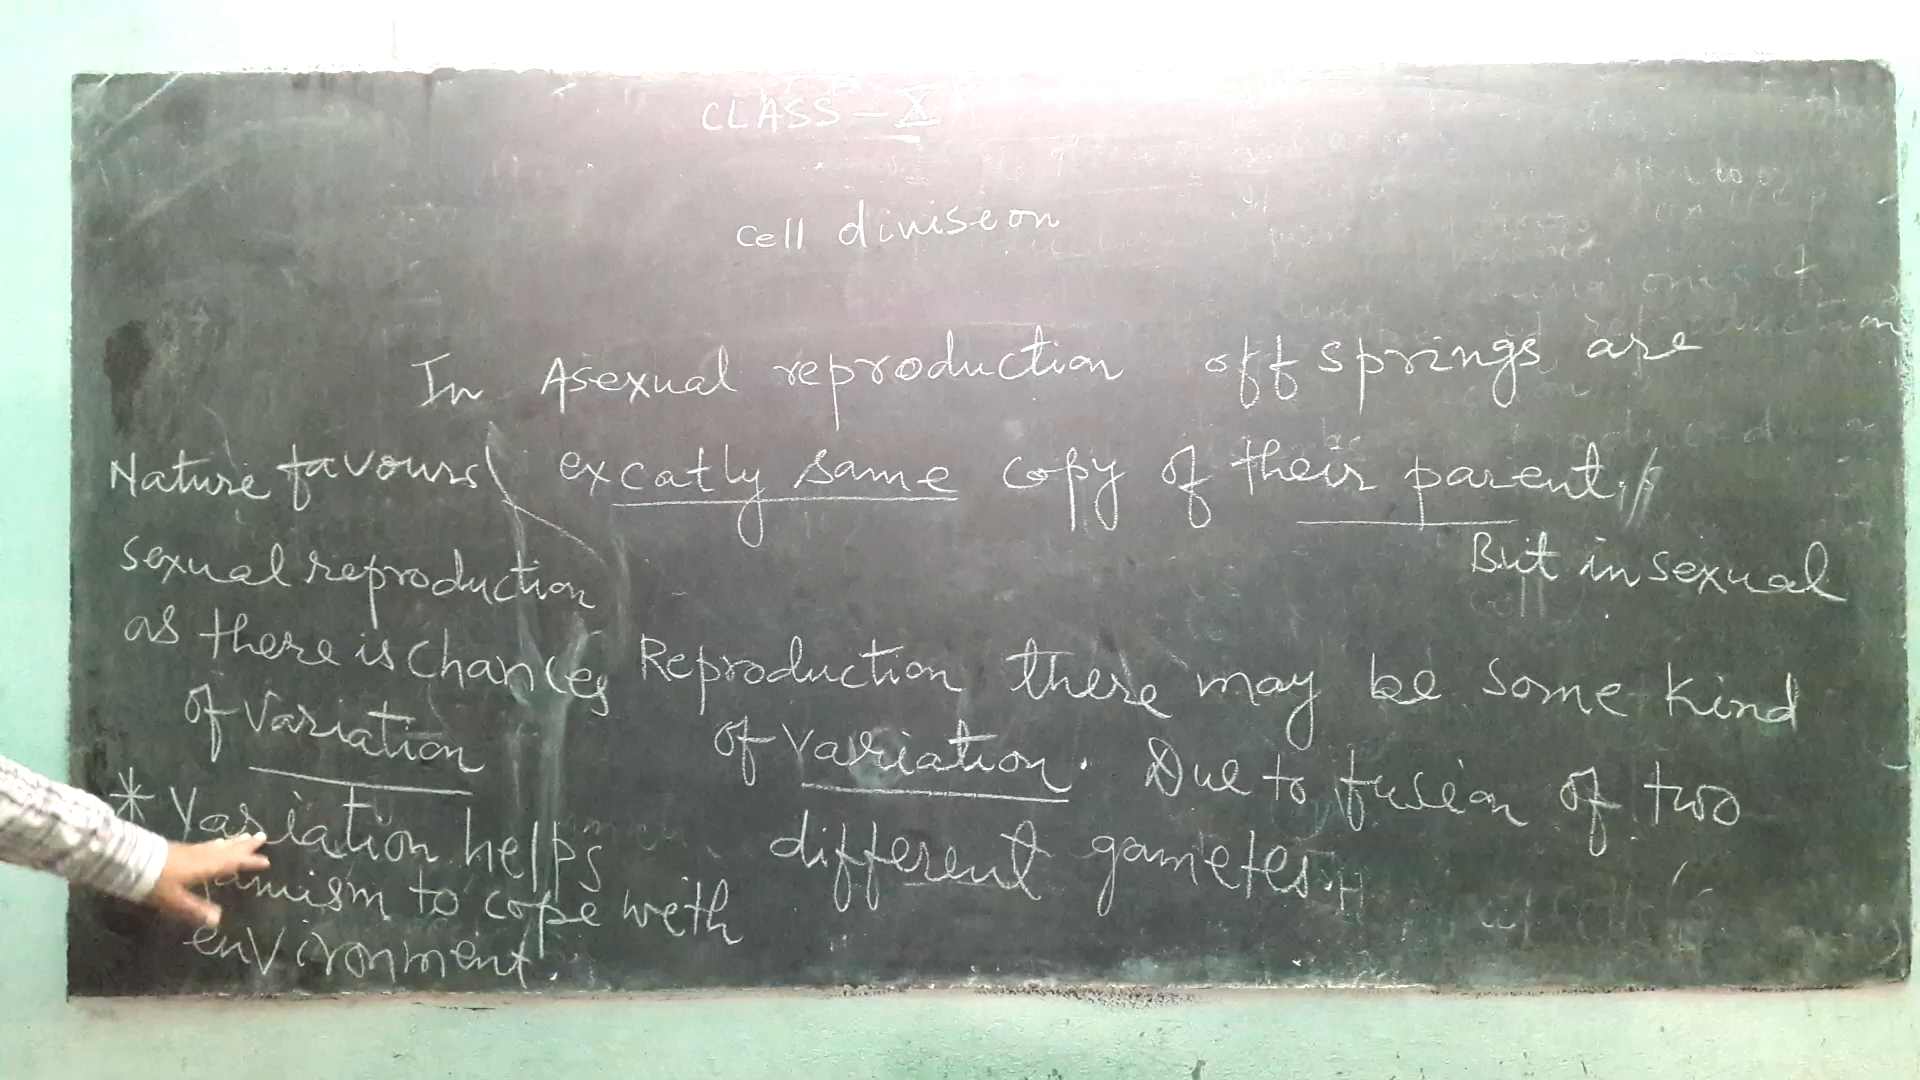 CLASS - X
Cell diviseon
In Asexual reproduction offsprings are
excatly same copy of their parent.//
But in sexual
Reproduction there may be some kind
of variation. Due to fusion of two
different gametes.
Nature favours
sexual reproduction
as there is chances
of variation
* Variation helps
to cope weth
environment.